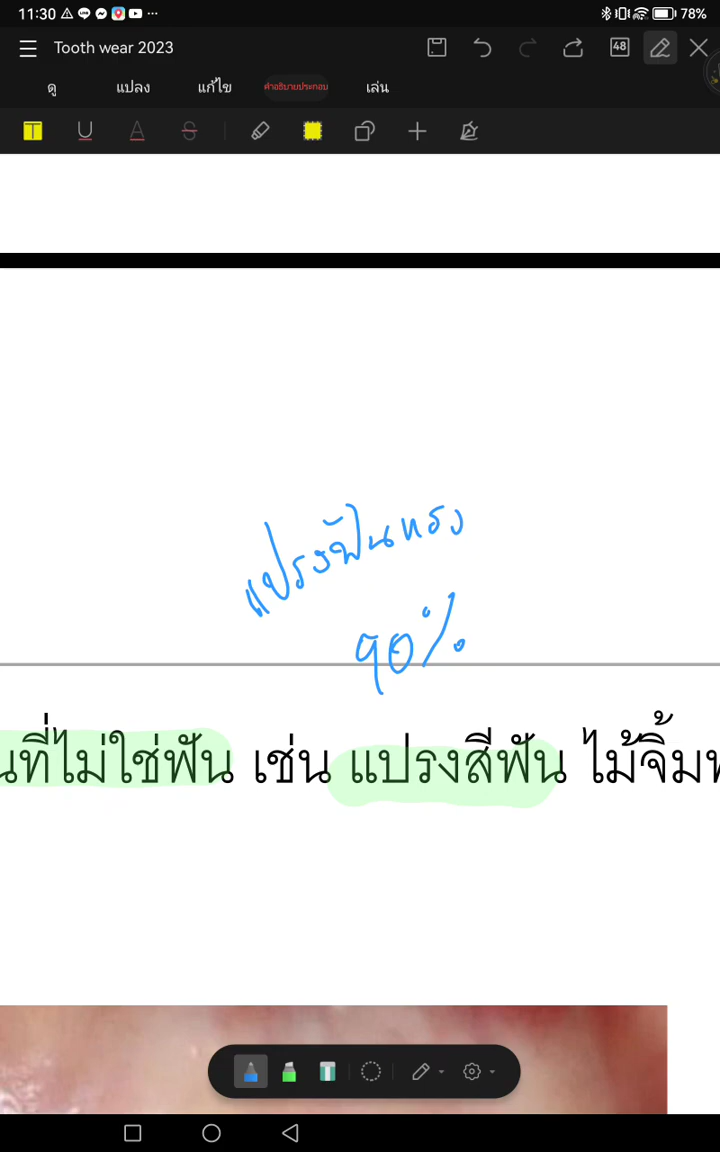 11:30 78%
Tooth wear 2023 48
ดู แปลง แก้ไข คำอธิบายประกอบ เล่น
T U A S
แปรงฟันแรง
90%
นที่ไม่ใช่ฟัน เช่น แปรงสีฟัน ไม้จิ้มฟ